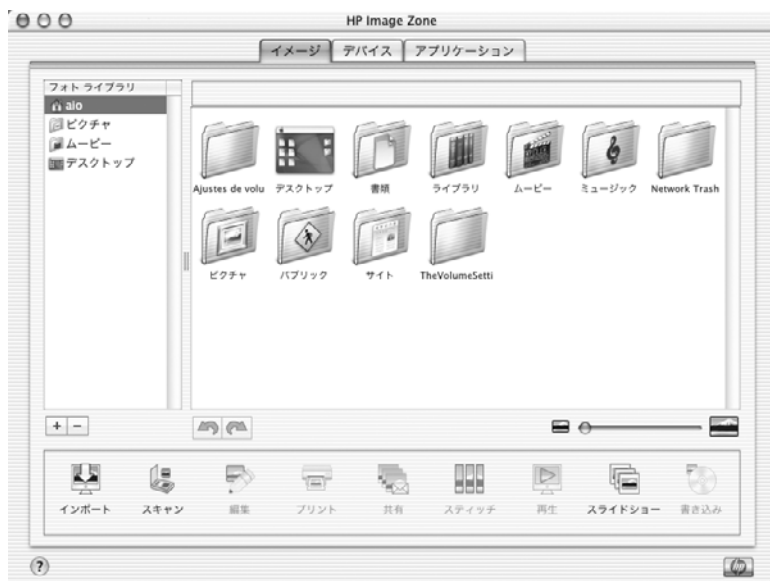 HP Image Zone
イメージ デバイス アプリケーション
フォト ライブラリ
aio
ピクチャ
ムービー
デスクトップ
Ajustes de volu デスクトップ 書類 ライブラリ ムービー ミュージック Network Trash
ピクチャ パブリック サイト TheVolumeSetti
+ −
インポート スキャン 編集 プリント 共有 スティッチ 再生 スライドショー 書き込み
? hp